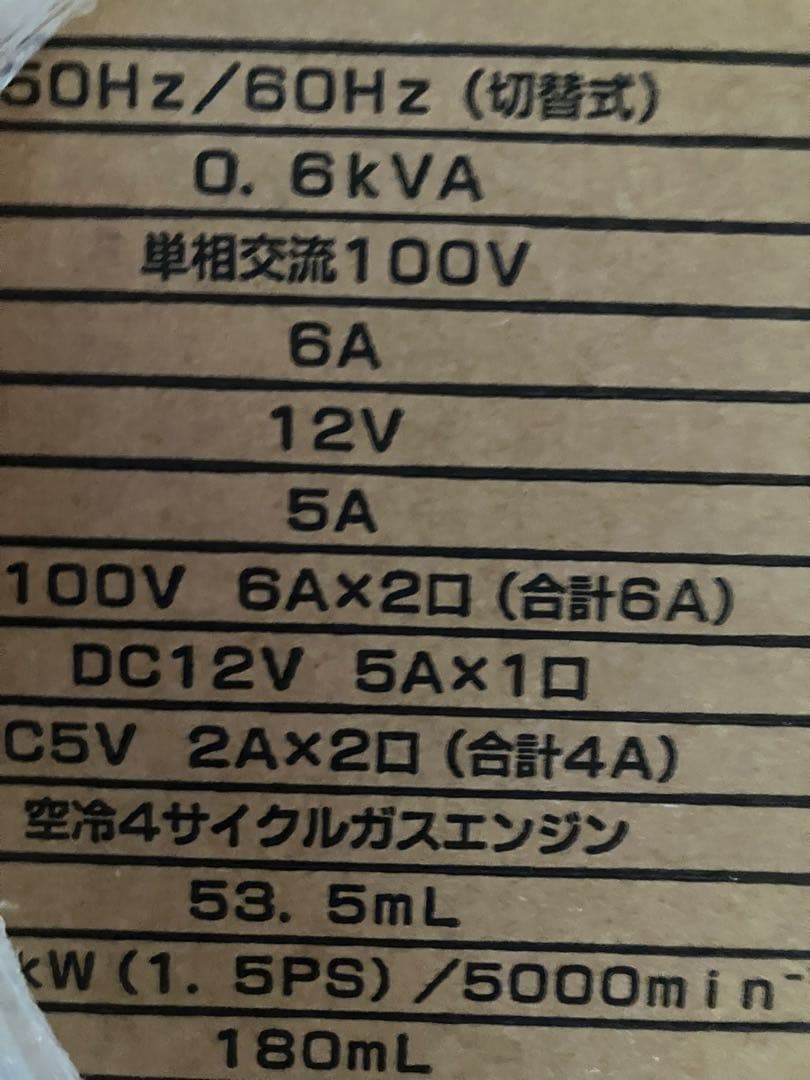 50Hz/60Hz（切替式）
0．6kVA
単相交流100V
6A
12V
5A
100V 6A×2口（合計6A）
DC12V 5A×1口
C5V 2A×2口（合計4A）
空冷4サイクルガスエンジン
53．5mL
kW（1．5PS）/5000min⁻
180mL